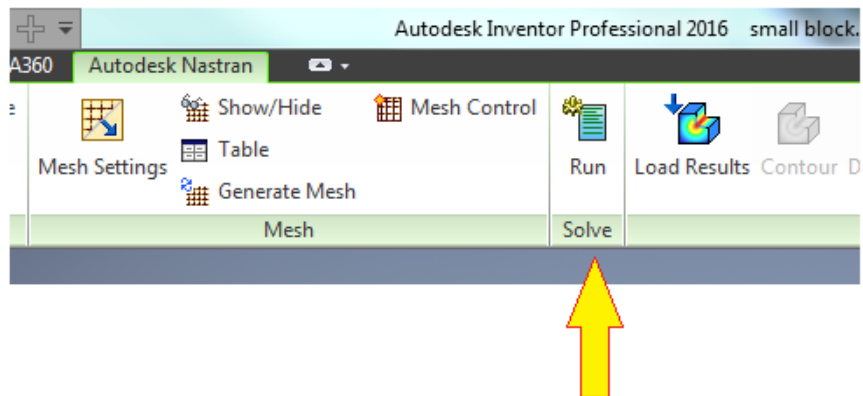 Autodesk Inventor Professional 2016 small block.
A360 Autodesk Nastran
Show/Hide Mesh Control
Table
Mesh Settings Run Load Results Contour D
Generate Mesh
Mesh Solve